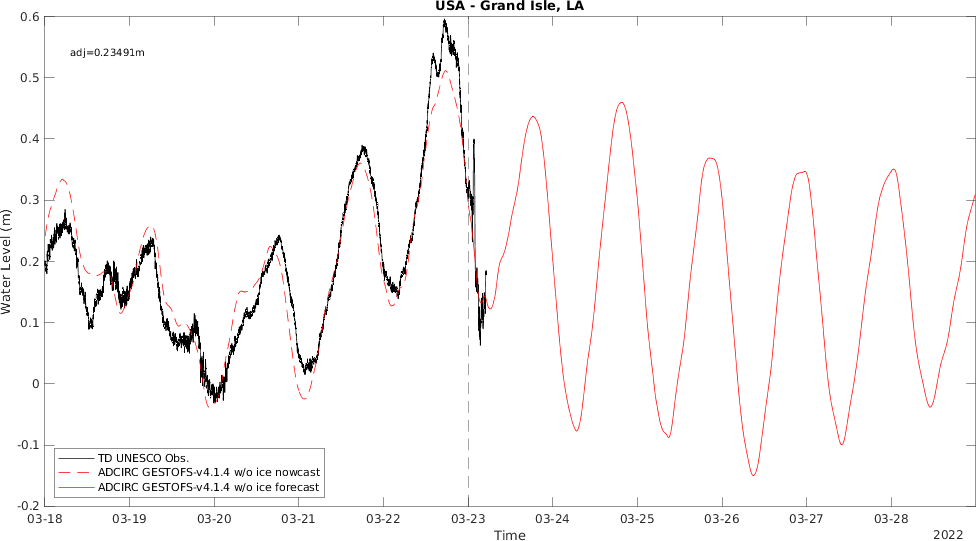 USA - Grand Isle, LA
adj=0.23491m
0.6
0.5
0.4
0.3
0.2
0.1
0
-0.1
-0.2
Water Level (m)
TD UNESCO Obs.
ADCIRC GESTOFS-v4.1.4 w/o ice nowcast
ADCIRC GESTOFS-v4.1.4 w/o ice forecast
03-18 03-19 03-20 03-21 03-22 03-23 03-24 03-25 03-26 03-27 03-28
Time
2022